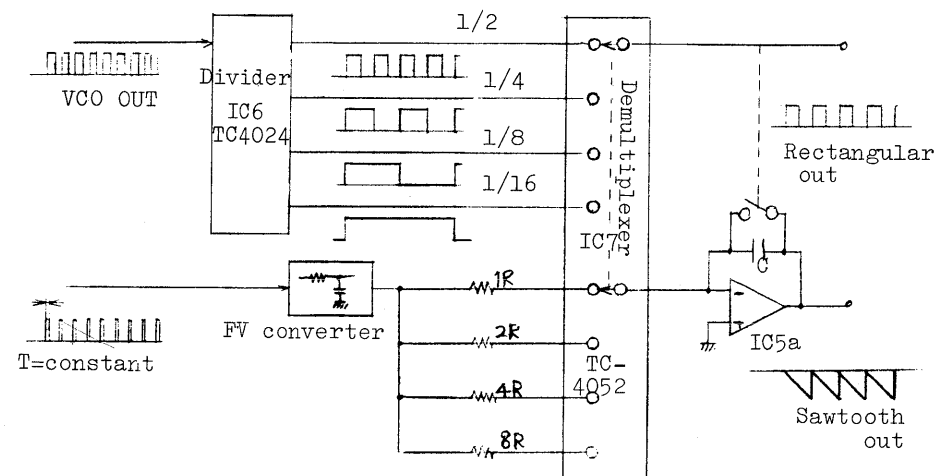 1/2
Divider
IC6
TC4024
VCO OUT
1/4
1/8
1/16
Demultiplexer
IC7
Rectangular
out
1R
FV converter
T=constant
2R
TC-
4052
4R
8R
C
-
+
IC5a
Sawtooth
out